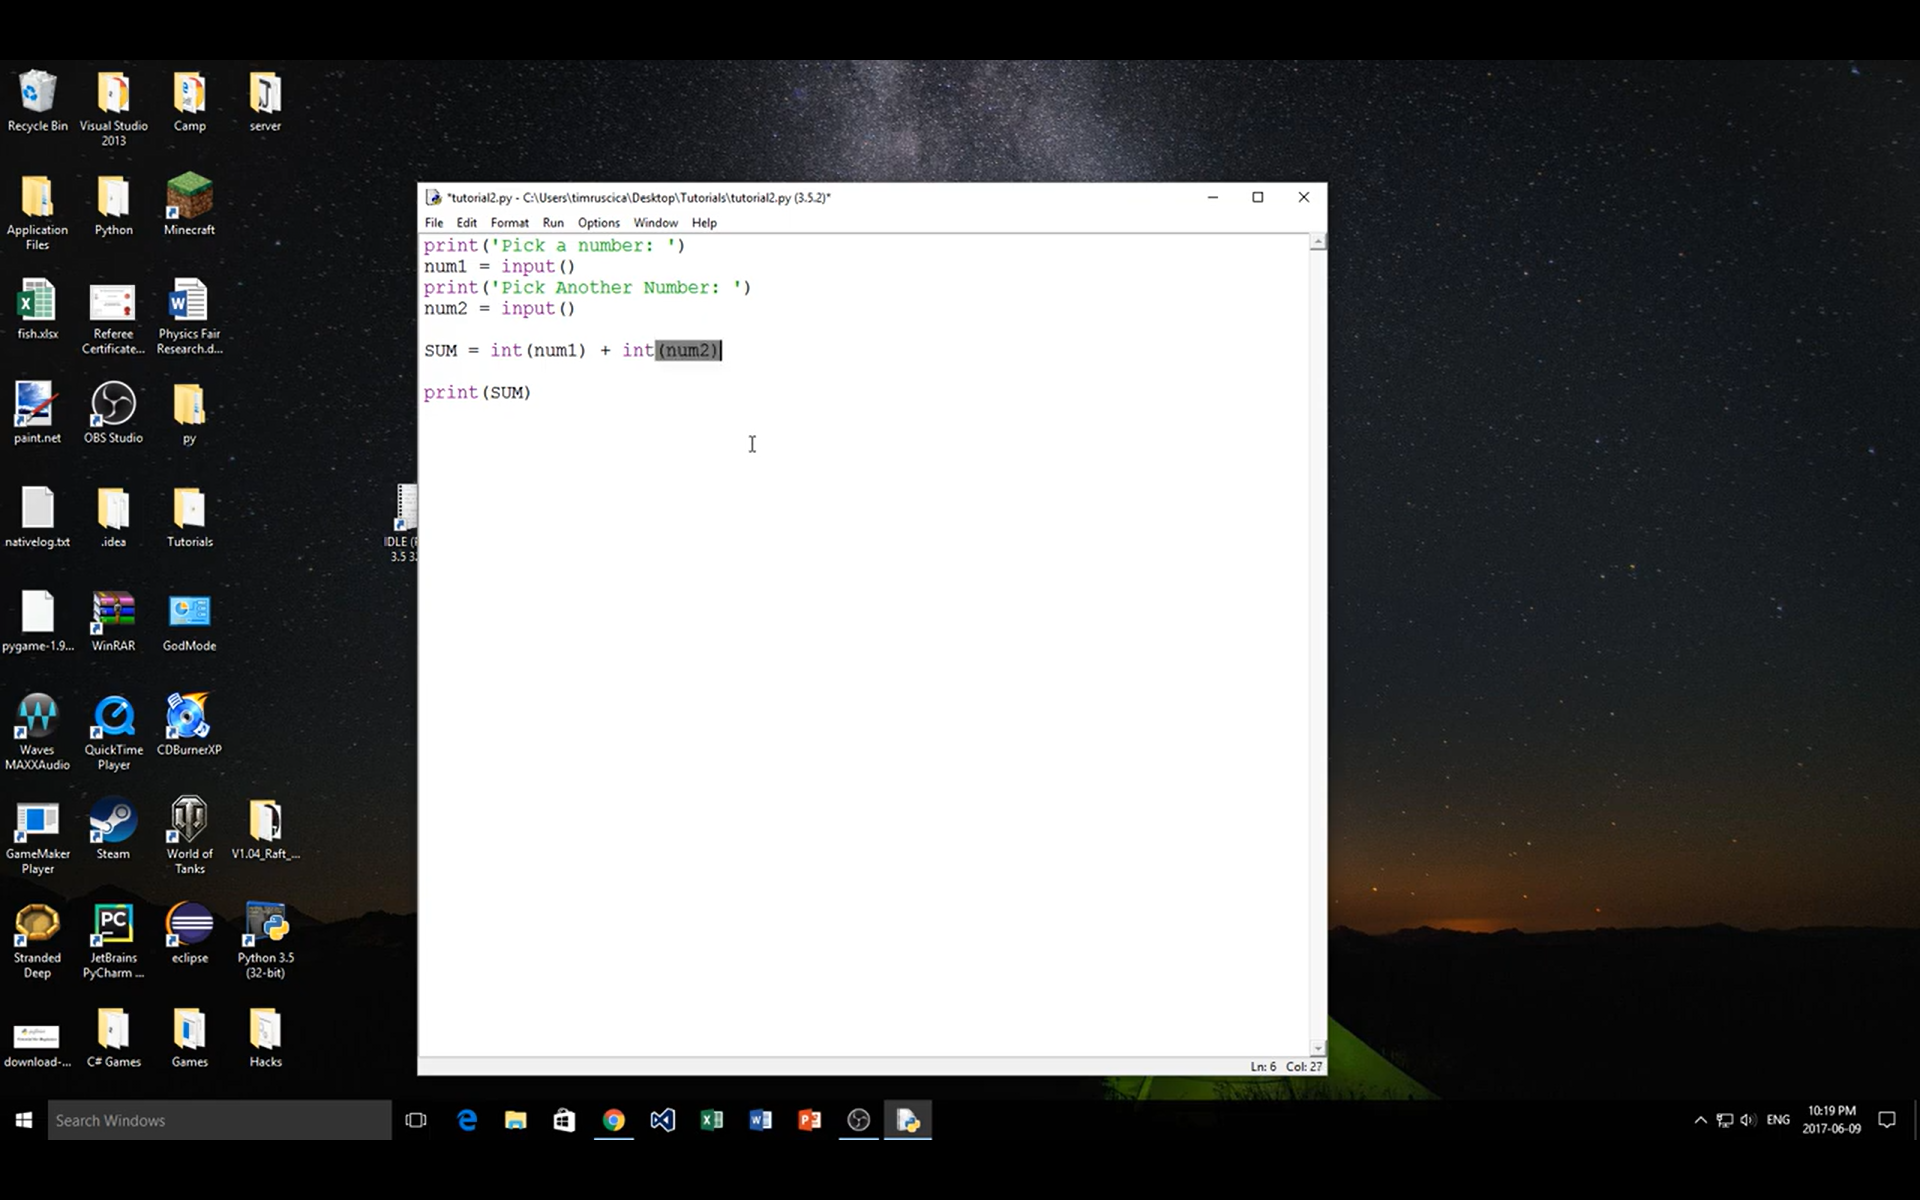 Recycle Bin
Visual Studio
2013
Camp
server
Application
Files
Python
Minecraft
fish.xlsx
Referee
Certificate...
Physics Fair
Research.d...
paint.net
OBS Studio
py
nativelog.txt
.idea
Tutorials
IDLE (
3.5 3
pygame-1.9...
WinRAR
GodMode
Waves
MAXXAudio
QuickTime
Player
CDBurnerXP
GameMaker
Player
Steam
World of
Tanks
V1.04_Raft_...
Stranded
Deep
JetBrains
PyCharm ...
eclipse
Python 3.5
(32-bit)
download-...
C# Games
Games
Hacks
*tutorial2.py - C:\Users\timruscica\Desktop\Tutorials\tutorial2.py (3.5.2)*
File Edit Format Run Options Window Help
print('Pick a number: ')
num1 = input()
print('Pick Another Number: ')
num2 = input()
SUM = int(num1) + int(num2)
print(SUM)
Ln: 6 Col: 27
Search Windows
ENG
10:19 PM
2017-06-09